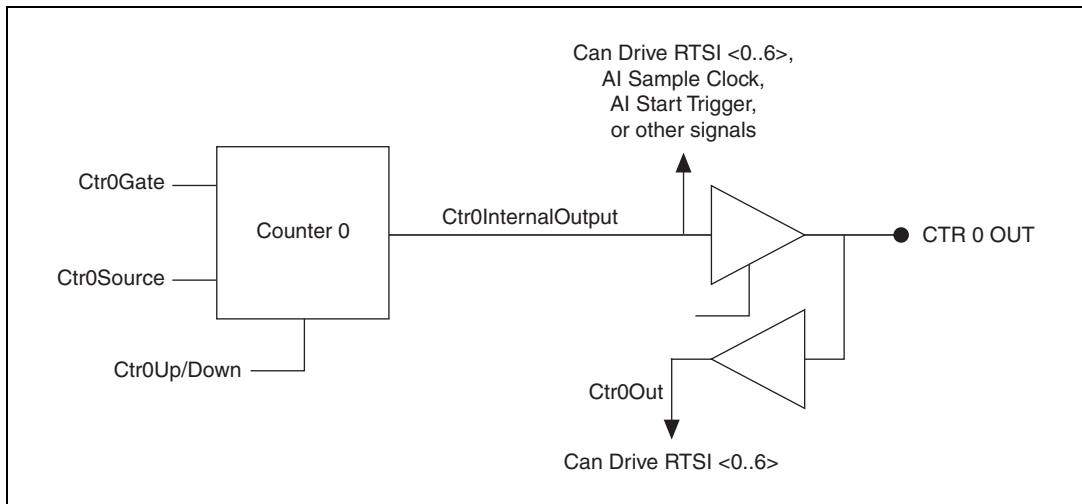 Can Drive RTSI <0..6>,
AI Sample Clock,
AI Start Trigger,
or other signals
Ctr0Gate
Counter 0
Ctr0InternalOutput
CTR 0 OUT
Ctr0Source
Ctr0Up/Down
Ctr0Out
Can Drive RTSI <0..6>